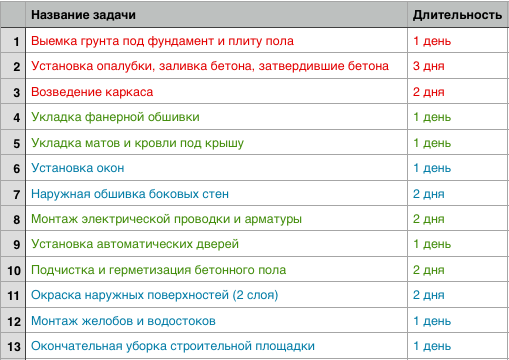 Название задачи Длительность
1 Выемка грунта под фундамент и плиту пола 1 день
2 Установка опалубки, заливка бетона, затвердившие бетона 3 дня
3 Возведение каркаса 2 дня
4 Укладка фанерной обшивки 1 день
5 Укладка матов и кровли под крышу 1 день
6 Установка окон 1 день
7 Наружная обшивка боковых стен 2 дня
8 Монтаж электрической проводки и арматуры 2 дня
9 Установка автоматических дверей 1 день
10 Подчистка и герметизация бетонного пола 2 дня
11 Окраска наружных поверхностей (2 слоя) 2 дня
12 Монтаж желобов и водостоков 1 день
13 Окончательная уборка строительной площадки 1 день